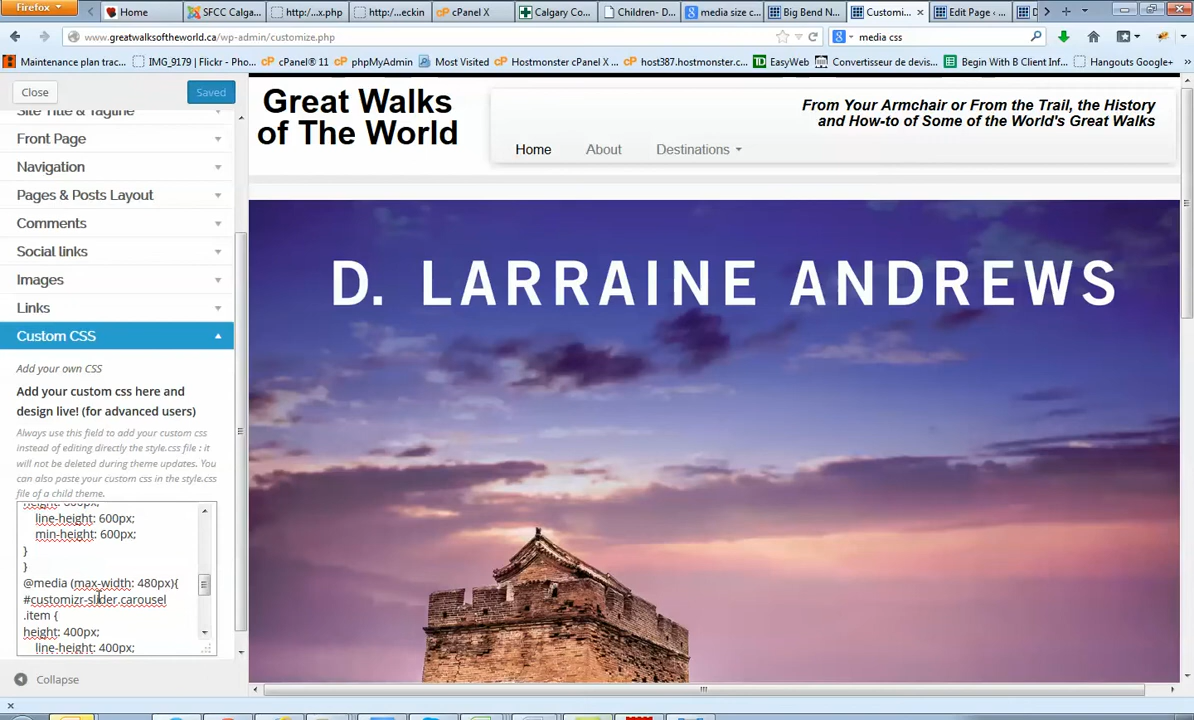 Firefox
Home
SFCC Calga...
http:/...x.php
http:/...eckin
cPanel X
Calgary Co...
Children- D...
media size c...
Big Bend N...
Customi...
Edit Page ‹ ...
www.greatwalksoftheworld.ca/wp-admin/customize.php
media css
Maintenance plan trac...
IMG_9179 | Flickr - Pho...
cPanel® 11
phpMyAdmin
Most Visited
Hostmonster cPanel X ...
host387.hostmonster.c...
EasyWeb
Convertisseur de devis...
Begin With B Client Inf...
Hangouts Google+
Close
Saved
Site Title & Tagline
Front Page
Navigation
Pages & Posts Layout
Comments
Social links
Images
Links
Custom CSS
Add your own CSS
Add your custom css here and
design live! (for advanced users)
Always use this field to add your custom css
instead of editing directly the style.css file : it
will not be deleted during theme updates. You
can also paste your custom css in the style.css
file of a child theme.
height: 600px;
line-height: 600px;
min-height: 600px;
}
}
@media (max-width: 480px){
#customizr-slider.carousel
.item {
height: 400px;
line-height: 400px;
Collapse
Great Walks
of The World
From Your Armchair or From the Trail, the History
and How-to of Some of the World's Great Walks
Home
About
Destinations
D. LARRAINE ANDREWS